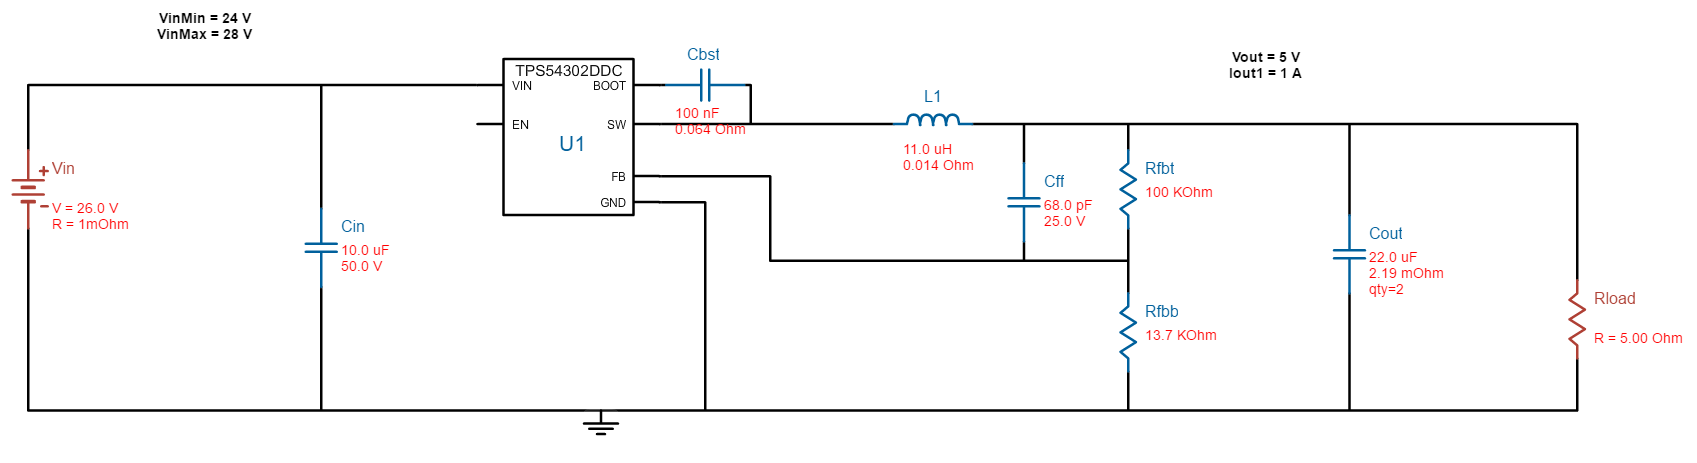 VinMin = 24 V
VinMax = 28 V
Vout = 5 V
Iout1 = 1 A
Cbst
100 nF
0.064 Ohm
TPS54302DDC
VIN
BOOT
EN
SW
U1
FB
GND
L1
11.0 uH
0.014 Ohm
+
Vin
-
V = 26.0 V
R = 1mOhm
Cin
10.0 uF
50.0 V
Cff
68.0 pF
25.0 V
Rfbt
100 KOhm
Rfbb
13.7 KOhm
Cout
22.0 uF
2.19 mOhm
qty=2
Rload
R = 5.00 Ohm